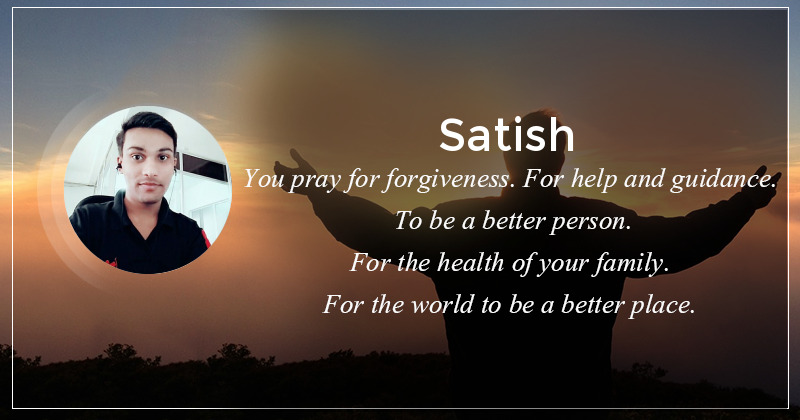 Satish
You pray for forgiveness. For help and guidance.
To be a better person.
For the health of your family.
For the world to be a better place.